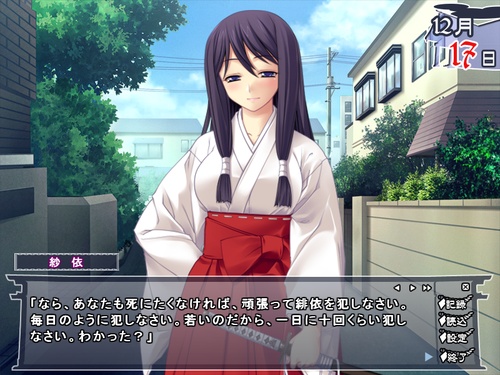 12月
17日
紗依
「なら、あなたも死にたくなければ、頑張って緋依を犯しなさい。
毎日のように犯しなさい。若いのだから、一日に十回くらい犯し
なさい。わかった？」
記録
読込
設定
終了